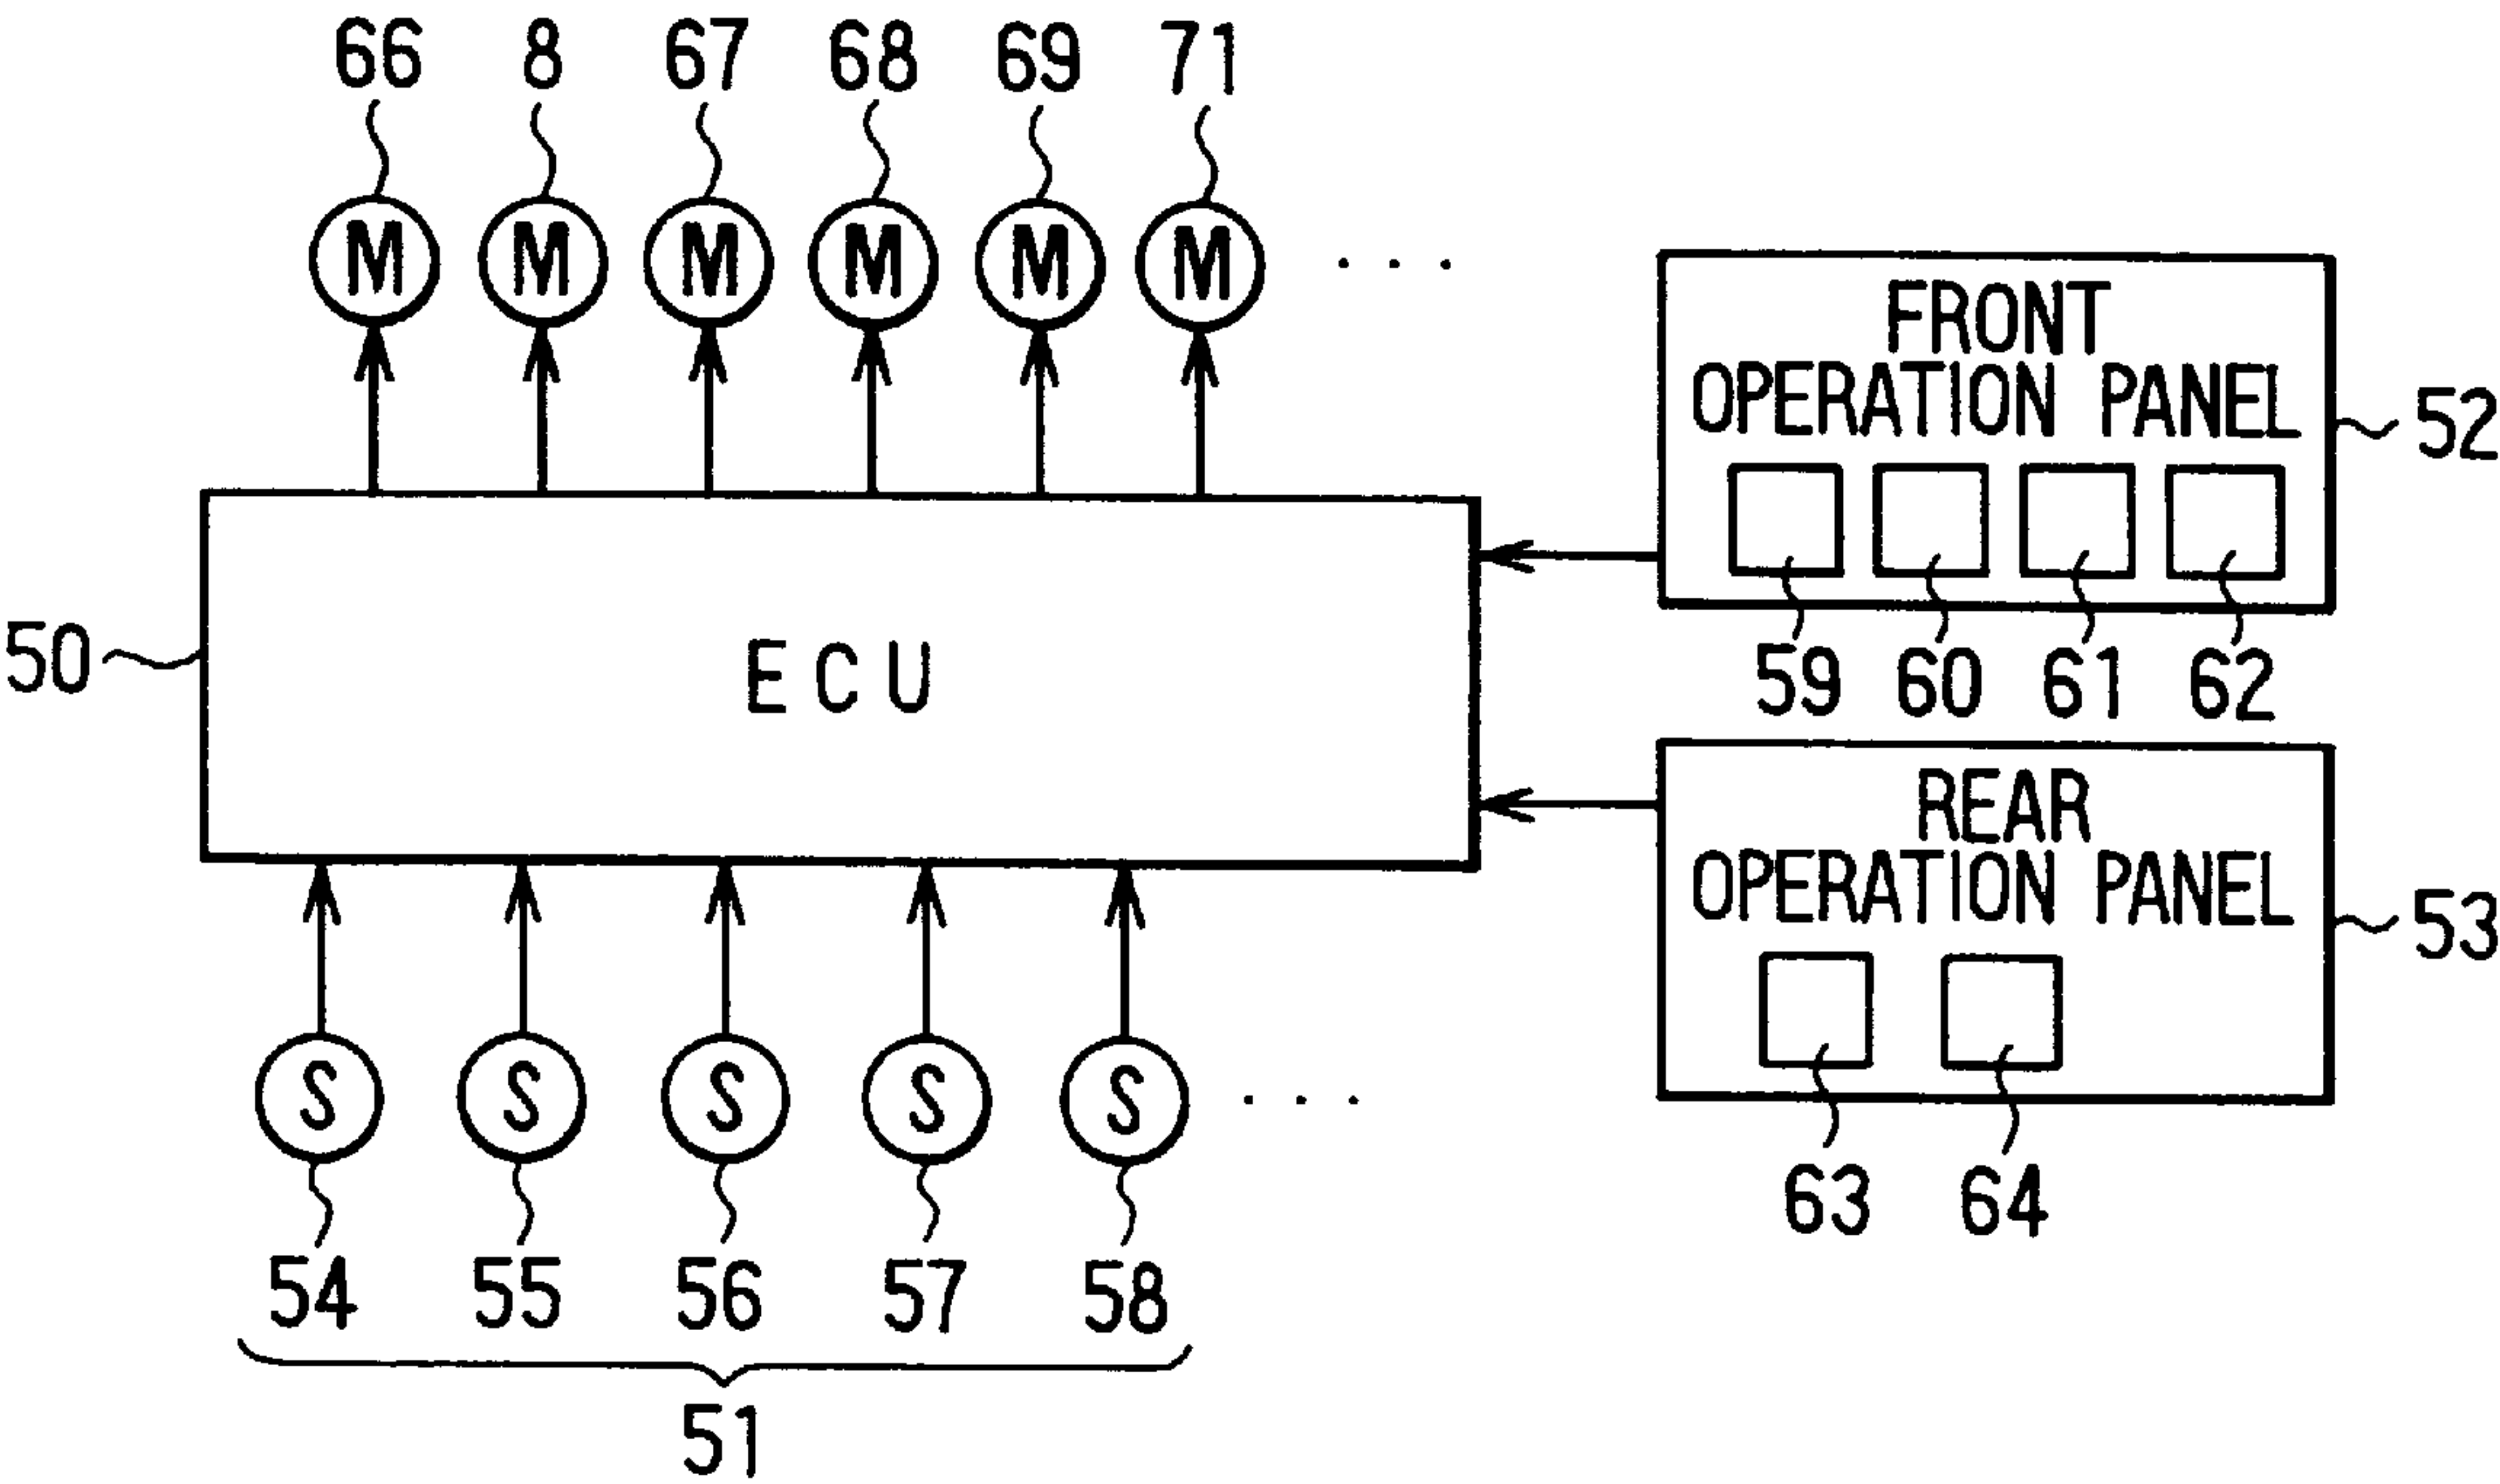 66 8 67 68 69 71
M M M M M M . . .
FRONT
OPERATION PANEL
52
59 60 61 62
50
ECU
REAR
OPERATION PANEL
53
63 64
S S S S S . . .
54 55 56 57 58
51